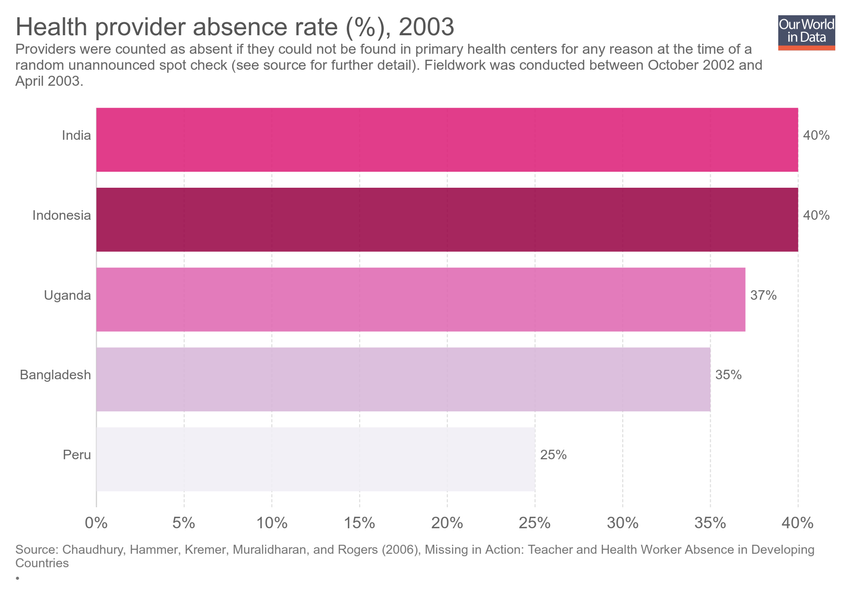 Health provider absence rate (%), 2003
Our World
in Data
Providers were counted as absent if they could not be found in primary health centers for any reason at the time of a
random unannounced spot check (see source for further detail). Fieldwork was conducted between October 2002 and
April 2003.
India
40%
Indonesia
40%
Uganda
37%
Bangladesh
35%
Peru
25%
0% 5% 10% 15% 20% 25% 30% 35% 40%
Source: Chaudhury, Hammer, Kremer, Muralidharan, and Rogers (2006), Missing in Action: Teacher and Health Worker Absence in Developing
Countries
•